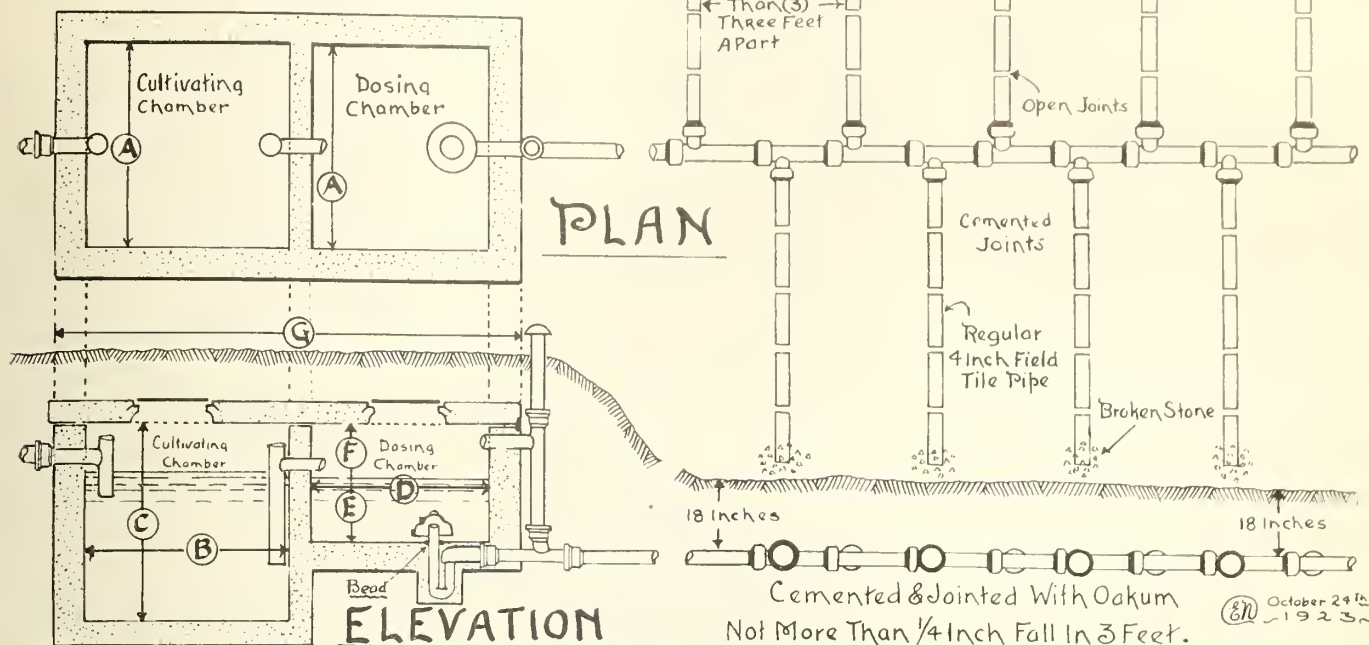 Cultivating
Chamber
Dosing
Chamber
A
A
PLAN
Than (3)
Three Feet
Apart
Open Joints
Cemented
Joints
Regular
4 Inch Field
Tile Pipe
Broken Stone
G
Cultivating
Chamber
F
Dosing
Chamber
D
E
C
B
Bead
ELEVATION
18 Inches
18 Inches
Cemented & Jointed With Oakum
Not More Than 1/4 Inch Fall In 3 Feet.
EN
October 24th
1923